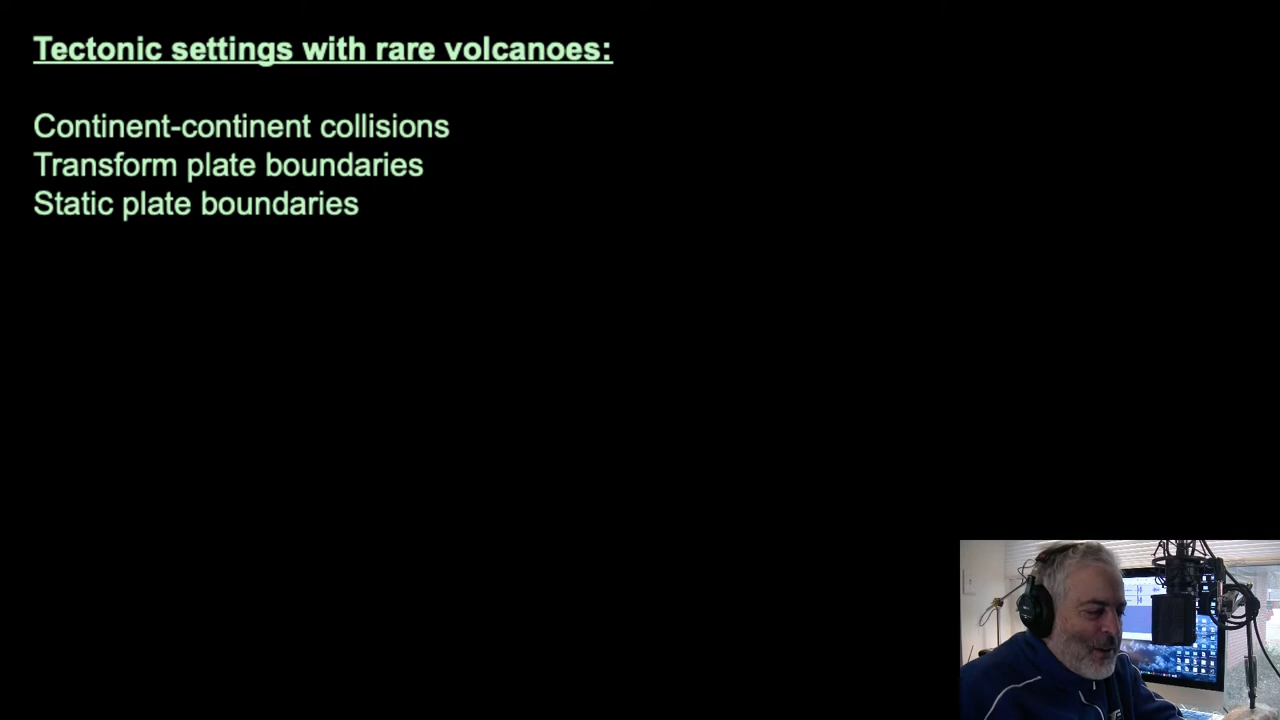 Tectonic settings with rare volcanoes:
Continent-continent collisions
Transform plate boundaries
Static plate boundaries